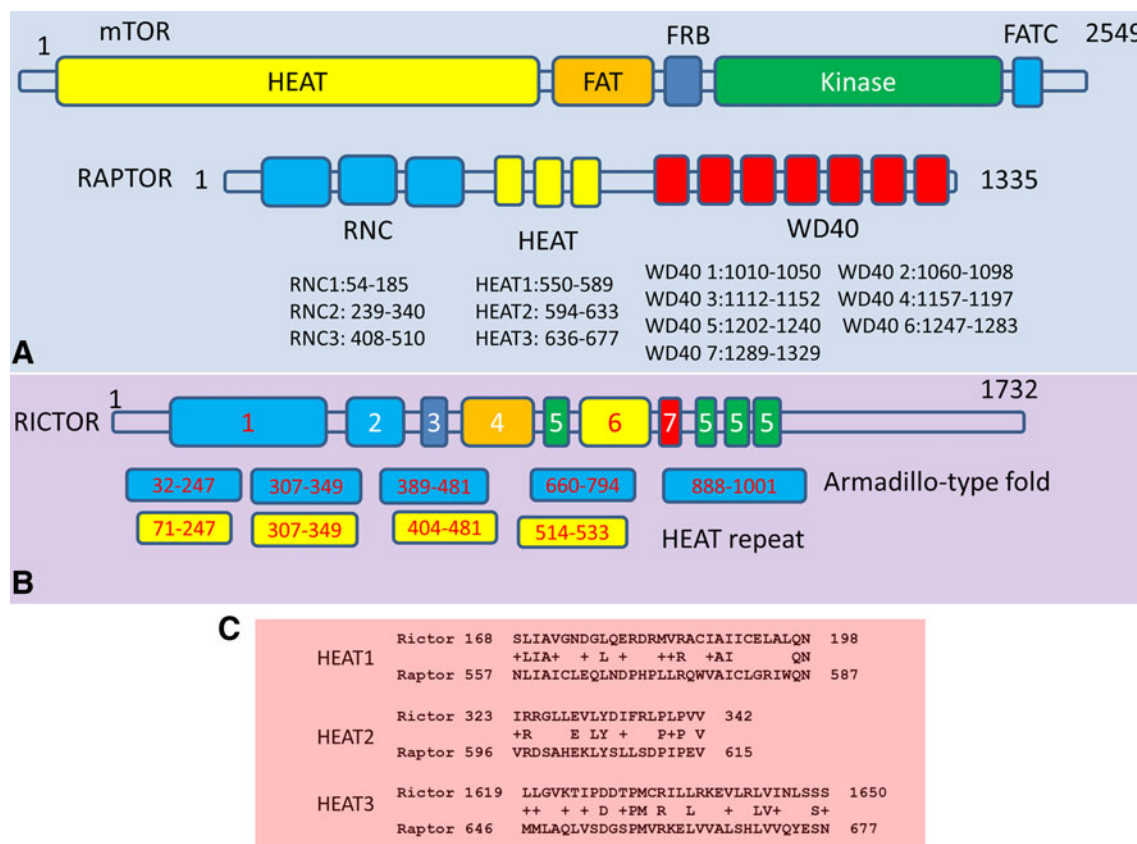 1 mTOR FRB FATC 2549
HEAT FAT Kinase
RAPTOR 1 1335
RNC HEAT WD40
RNC1:54-185 HEAT1:550-589 WD40 1:1010-1050 WD40 2:1060-1098
RNC2: 239-340 HEAT2: 594-633 WD40 3:1112-1152 WD40 4:1157-1197
RNC3: 408-510 HEAT3: 636-677 WD40 5:1202-1240 WD40 6:1247-1283
WD40 7:1289-1329
A
1 1732
RICTOR 1 2 3 4 5 6 7 5 5 5
32-247 307-349 389-481 660-794 888-1001 Armadillo-type fold
71-247 307-349 404-481 514-533 HEAT repeat
B
C
Rictor 168 SLIAVGNDGLQERDRMVRACIAIICELALQN 198
HEAT1 +LIA+ + L + ++R +AI QN
Raptor 557 NLIAICLEQLNDPHPLLRQWVAICLGRIWQN 587
Rictor 323 IRRGLLEVLYDIFRLPLPVV 342
HEAT2 +R E LY + P+P V
Raptor 596 VRDSAHEKLYSLLSDPIPEV 615
Rictor 1619 LLGVKTIPDDTPMCRILLRKEVLRLVINLSSS 1650
HEAT3 ++ + + D +PM R L + LV+ S+
Raptor 646 MMLAQLVSDGSPMVRKELVVALSHLVVQYESN 677